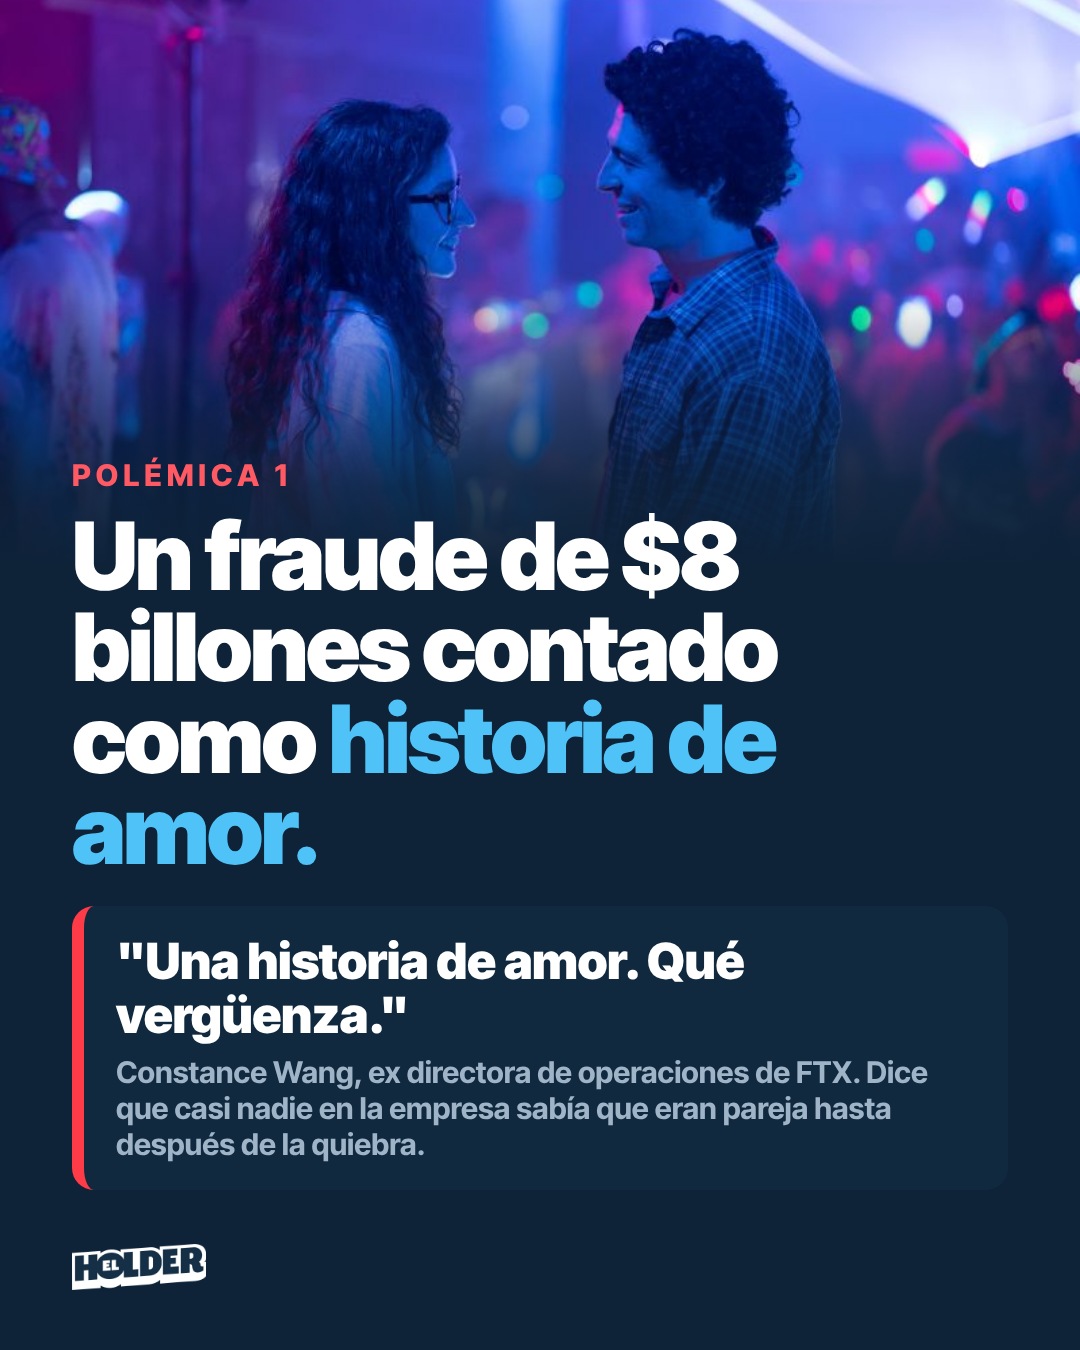 POLÉMICA 1
Un fraude de $8
billones contado
como historia de
amor.
"Una historia de amor. Qué
vergüenza."
Constance Wang, ex directora de operaciones de FTX. Dice
que casi nadie en la empresa sabía que eran pareja hasta
después de la quiebra.
EL HOLDER